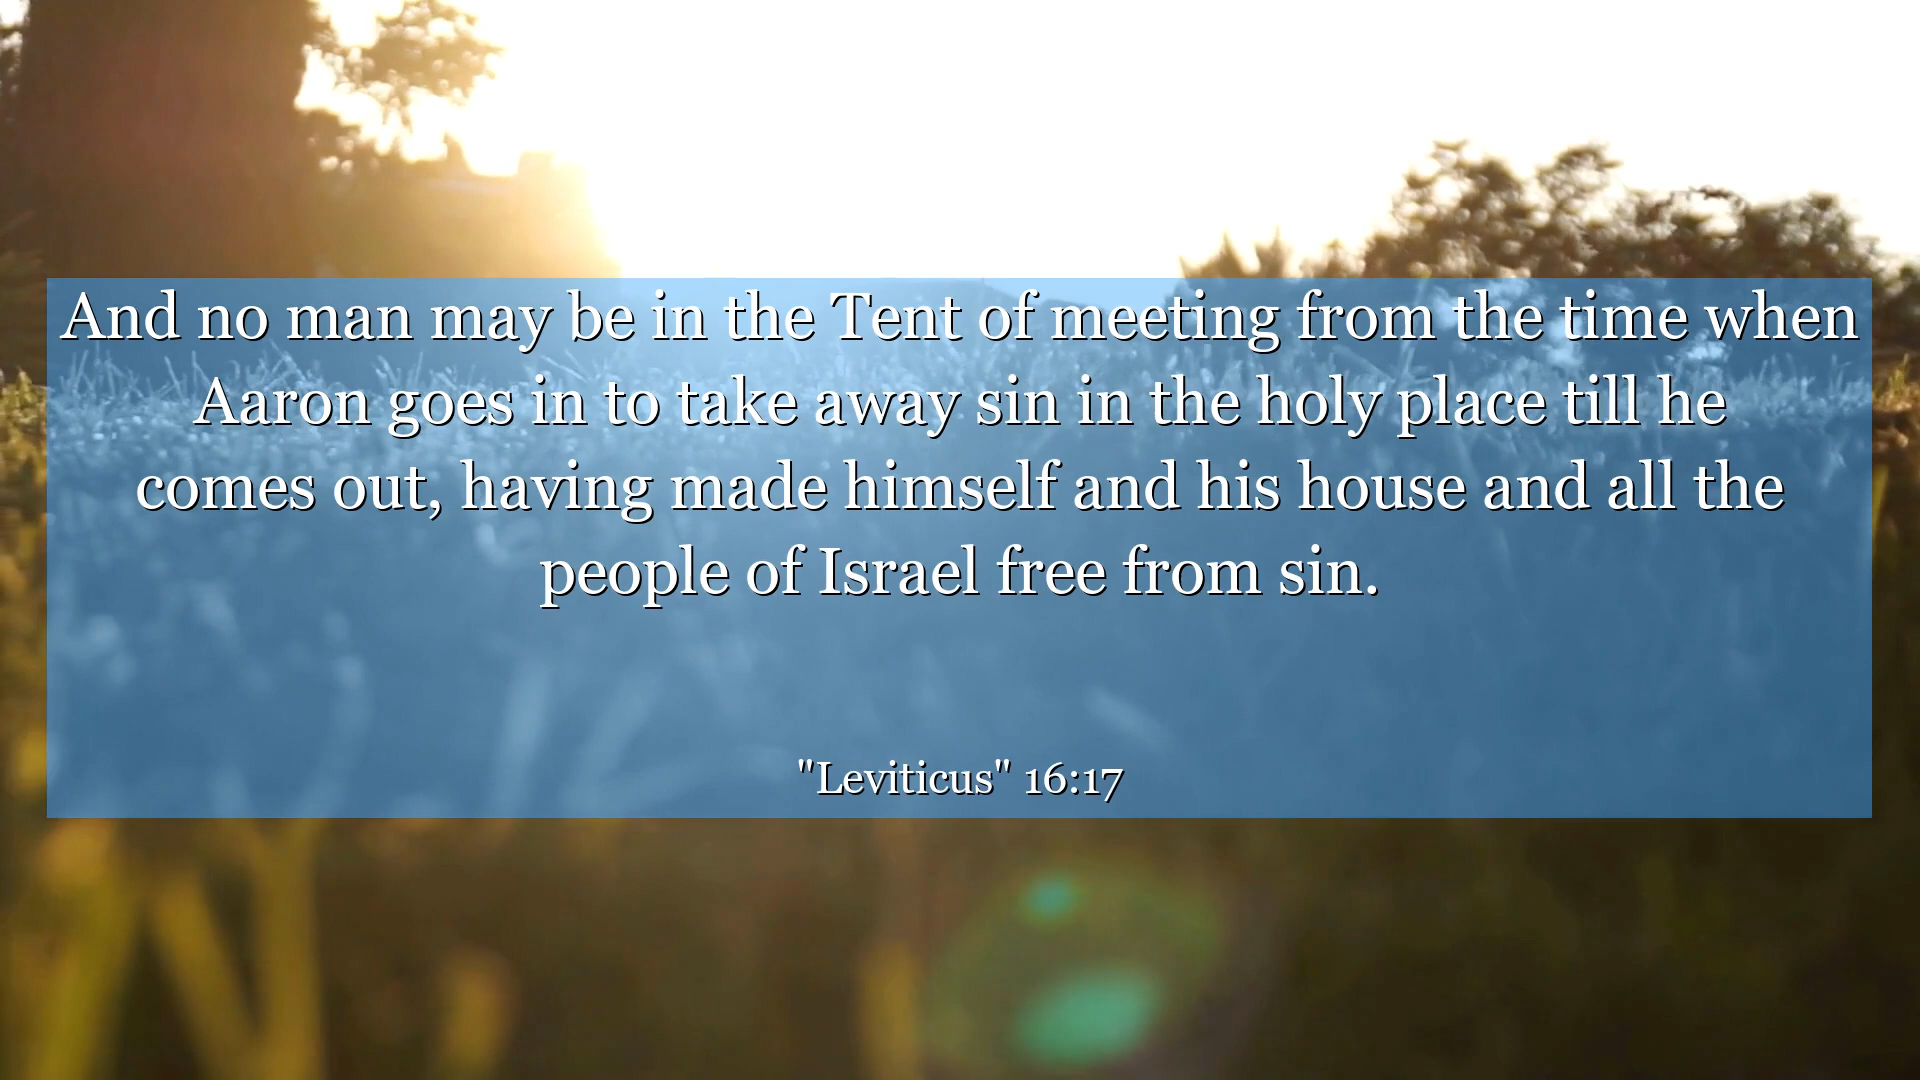 And no man may be in the Tent of meeting from the time when
Aaron goes in to take away sin in the holy place till he
comes out, having made himself and his house and all the
people of Israel free from sin.
"Leviticus" 16:17